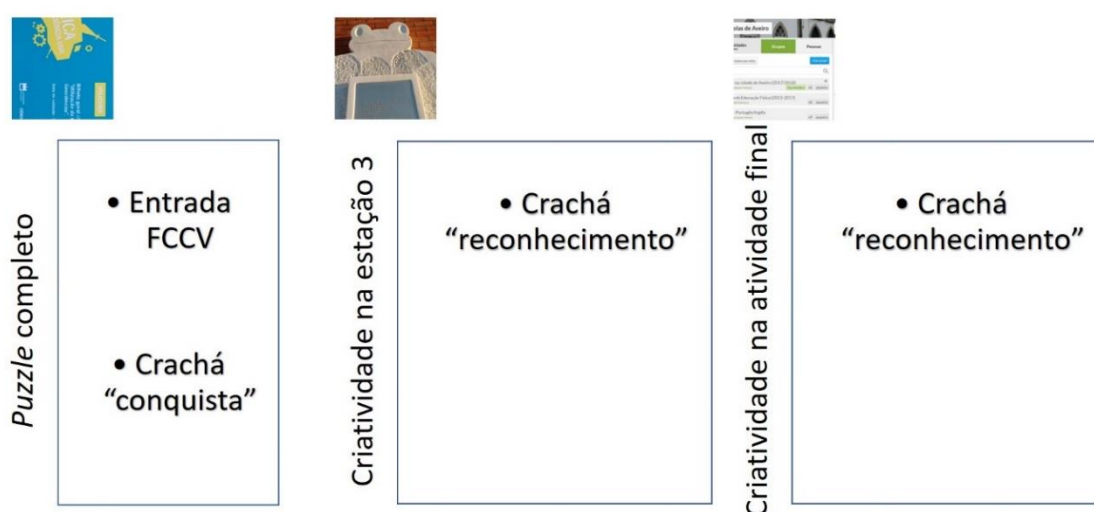 Puzzle completo
• Entrada
FCCV
• Crachá
“conquista”
Criatividade na estação 3
• Crachá
“reconhecimento”
Criatividade na atividade final
• Crachá
“reconhecimento”